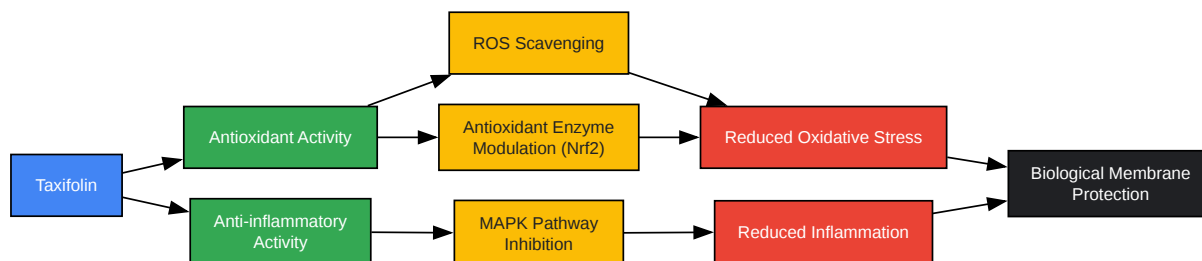 ROS Scavenging
Antioxidant Activity
Antioxidant Enzyme
Modulation (Nrf2)
Reduced Oxidative Stress
Taxifolin
Biological Membrane
Protection
Anti-inflammatory
Activity
MAPK Pathway
Inhibition
Reduced Inflammation